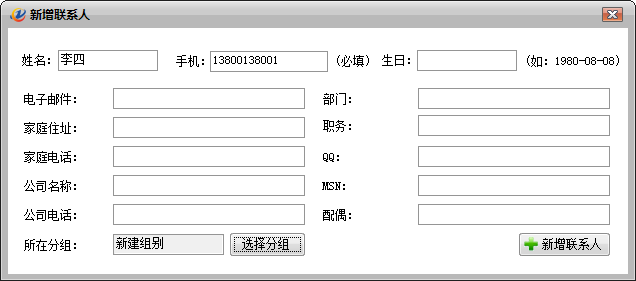 新增联系人
姓名: 李四 手机: 13800138001 (必填) 生日: (如: 1980-08-08)
电子邮件: 部门:
家庭住址: 职务:
家庭电话: QQ:
公司名称: MSN:
公司电话: 配偶:
所在分组: 新建组别 选择分组 新增联系人